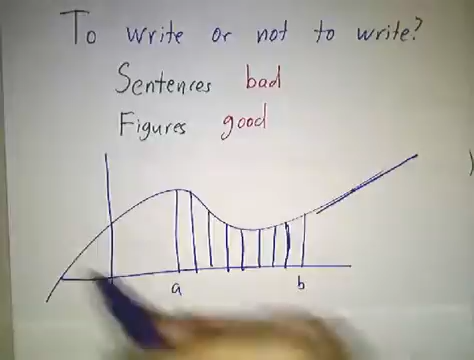 To write or not to write?
Sentences bad
Figures good
a b